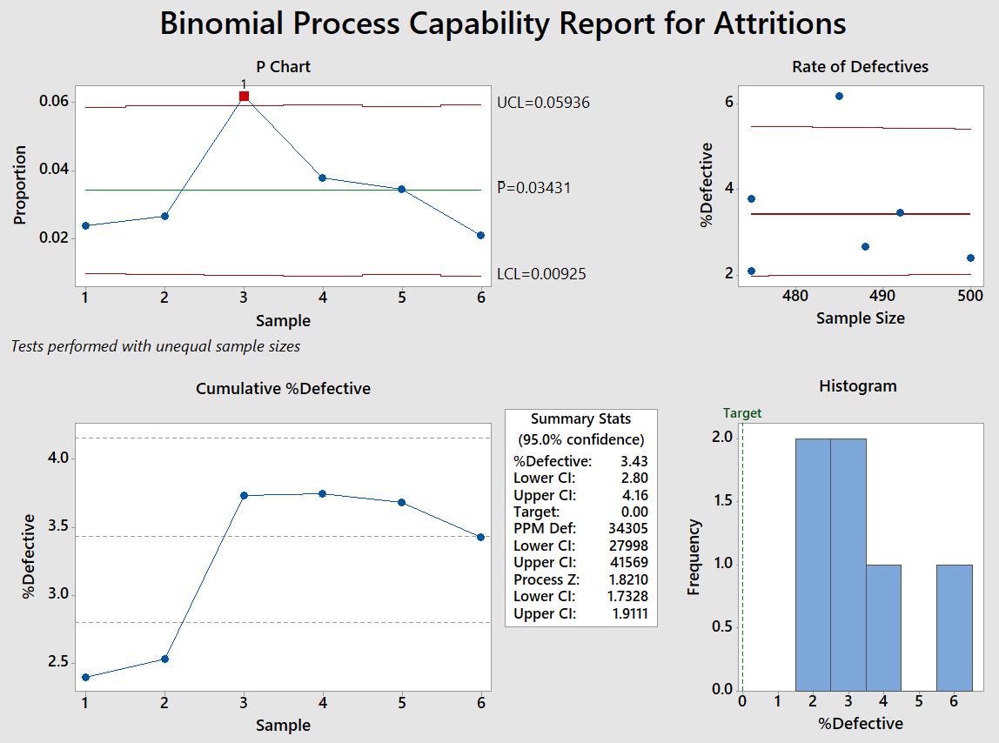 Binomial Process Capability Report for Attritions
P Chart
1
0.06
0.04
0.02
Proportion
UCL=0.05936
P̄=0.03431
LCL=0.00925
1 2 3 4 5 6
Sample
Tests performed with unequal sample sizes
Rate of Defectives
6
4
2
%Defective
480 490 500
Sample Size
Cumulative %Defective
4.0
3.5
3.0
2.5
%Defective
1 2 3 4 5 6
Sample
Summary Stats
(95.0% confidence)
%Defective: 3.43
Lower CI: 2.80
Upper CI: 4.16
Target: 0.00
PPM Def: 34305
Lower CI: 27998
Upper CI: 41569
Process Z: 1.8210
Lower CI: 1.7328
Upper CI: 1.9111
Histogram
Target
2.0
1.5
1.0
0.5
0.0
Frequency
0 1 2 3 4 5 6
%Defective